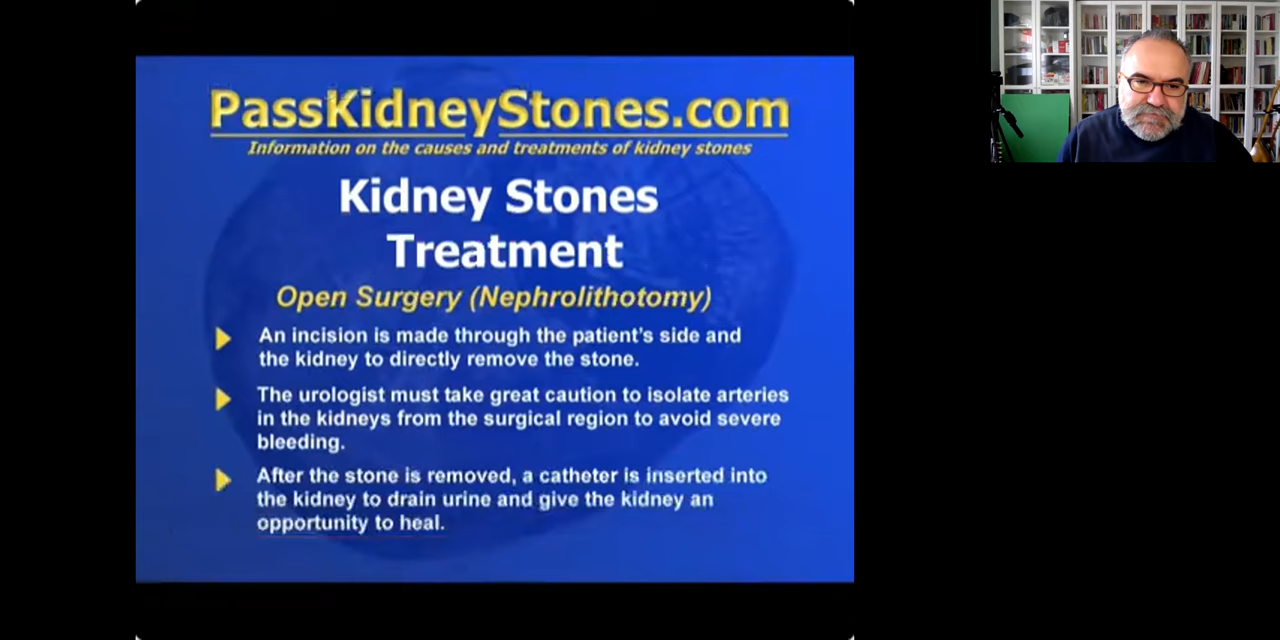 PassKidneyStones.com
Information on the causes and treatments of kidney stones
Kidney Stones
Treatment
Open Surgery (Nephrolithotomy)
An incision is made through the patient's side and
the kidney to directly remove the stone.
The urologist must take great caution to isolate arteries
in the kidneys from the surgical region to avoid severe
bleeding.
After the stone is removed, a catheter is inserted into
the kidney to drain urine and give the kidney an
opportunity to heal.